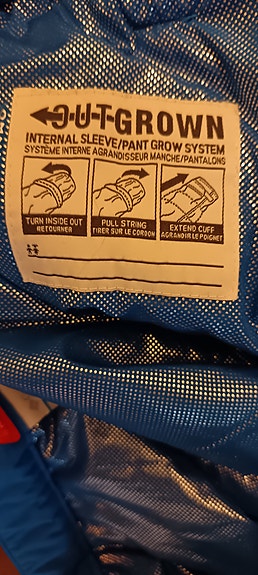 OUTGROWN
INTERNAL SLEEVE/PANT GROW SYSTEM
SYSTÈME INTERNE AGRANDISSEUR MANCHE/PANTALONS
TURN INSIDE OUT
RETOURNER
PULL STRING
TIRER SUR LE CORDON
EXTEND CUFF
AGRANDIR LE POIGNET